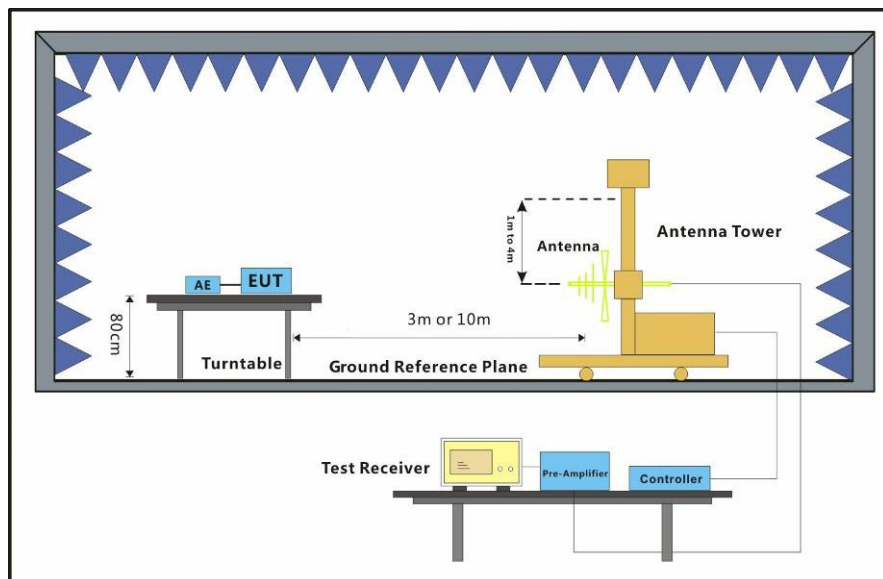 1m to 4m
Antenna
Antenna Tower
AE
EUT
80cm
3m or 10m
Turntable
Ground Reference Plane
Test Receiver
Pre-Amplifier
Controller